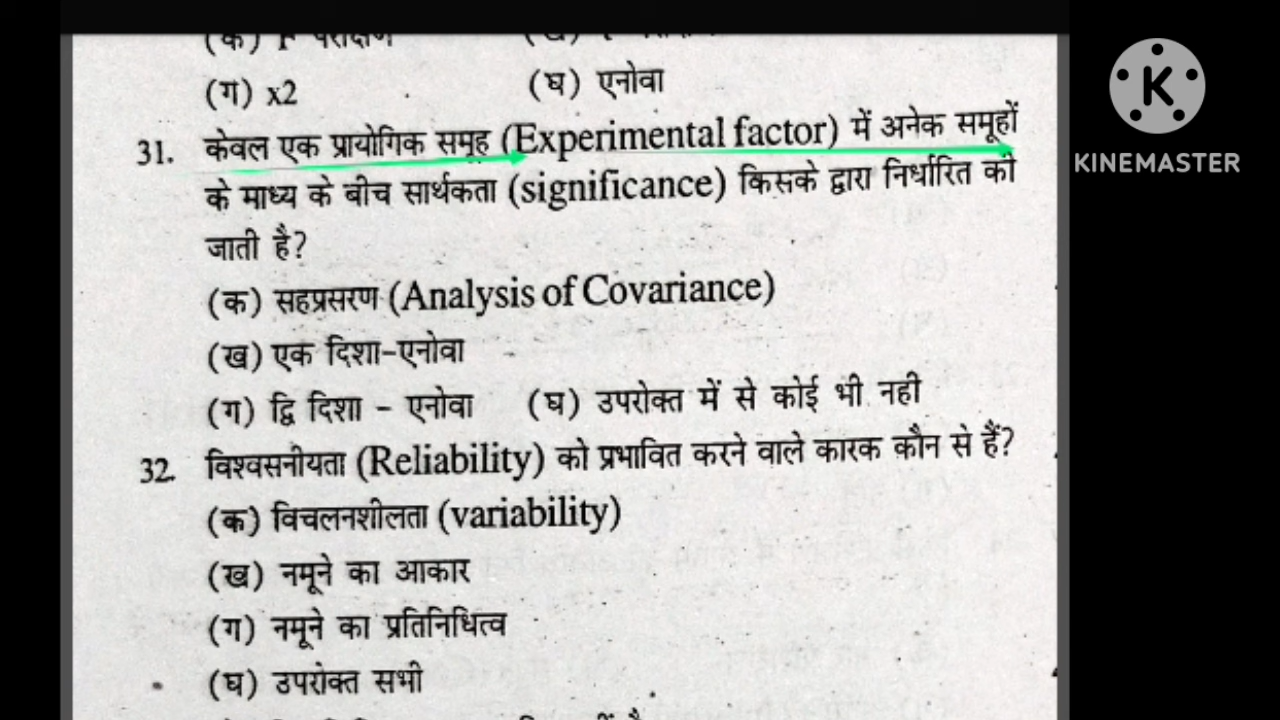 (क) F परीक्षण
(ग) x2 (घ) एनोवा
31. केवल एक प्रायोगिक समूह (Experimental factor) में अनेक समूहों
के माध्य के बीच सार्थकता (significance) किसके द्वारा निर्धारित की
जाती है?
(क) सहप्रसरण (Analysis of Covariance)
(ख) एक दिशा-एनोवा
(ग) द्वि दिशा - एनोवा (घ) उपरोक्त में से कोई भी नही
32. विश्वसनीयता (Reliability) को प्रभावित करने वाले कारक कौन से हैं?
(क) विचलनशीलता (variability)
(ख) नमूने का आकार
(ग) नमूने का प्रतिनिधित्व
(घ) उपरोक्त सभी
K
KINEMASTER